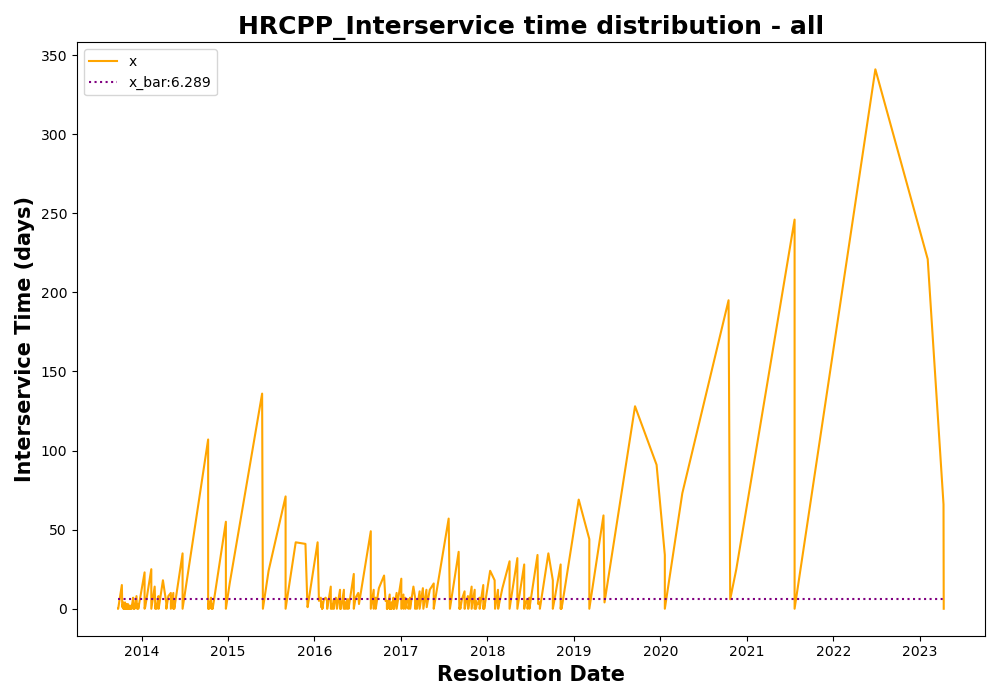 HRCPP_Interservice time distribution - all
x
x_bar:6.289
Interservice Time (days)
350
300
250
200
150
100
50
0
2014 2015 2016 2017 2018 2019 2020 2021 2022 2023
Resolution Date